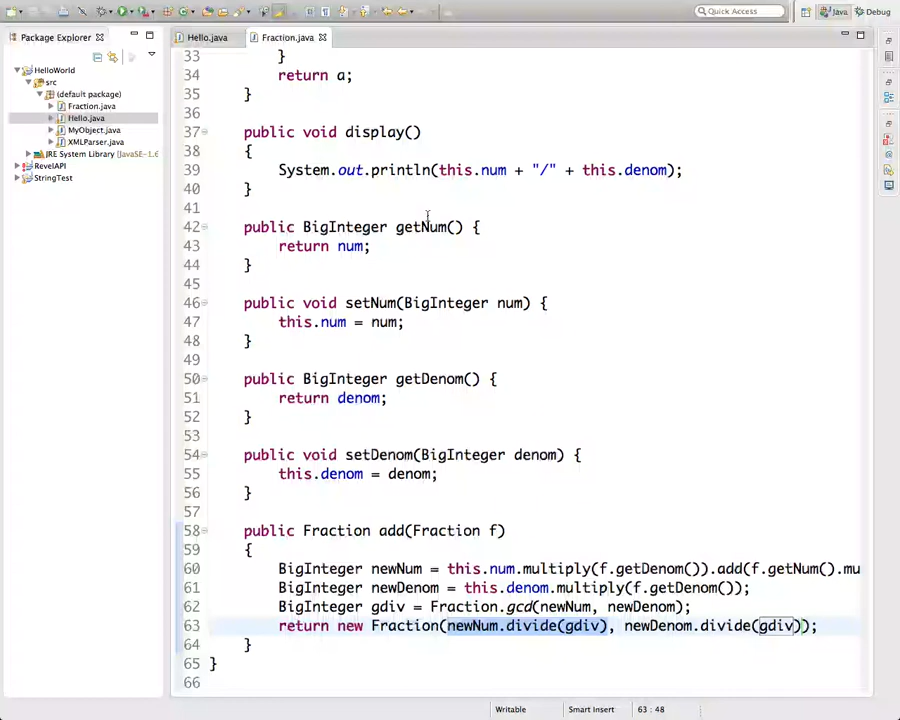 Quick Access
Java
Debug
Package Explorer
Hello.java
Fraction.java
HelloWorld
src
(default package)
Fraction.java
Hello.java
MyObject.java
XMLParser.java
JRE System Library [JavaSE-1.6
RevelAPI
StringTest
33 }
34 return a;
35 }
36
37 public void display()
38 {
39 System.out.println(this.num + "/" + this.denom);
40 }
41
42 public BigInteger getNum() {
43 return num;
44 }
45
46 public void setNum(BigInteger num) {
47 this.num = num;
48 }
49
50 public BigInteger getDenom() {
51 return denom;
52 }
53
54 public void setDenom(BigInteger denom) {
55 this.denom = denom;
56 }
57
58 public Fraction add(Fraction f)
59 {
60 BigInteger newNum = this.num.multiply(f.getDenom()).add(f.getNum().mu
61 BigInteger newDenom = this.denom.multiply(f.getDenom());
62 BigInteger gdiv = Fraction.gcd(newNum, newDenom);
63 return new Fraction(newNum.divide(gdiv), newDenom.divide(gdiv));
64 }
65 }
66
Writable
Smart Insert
63 : 48